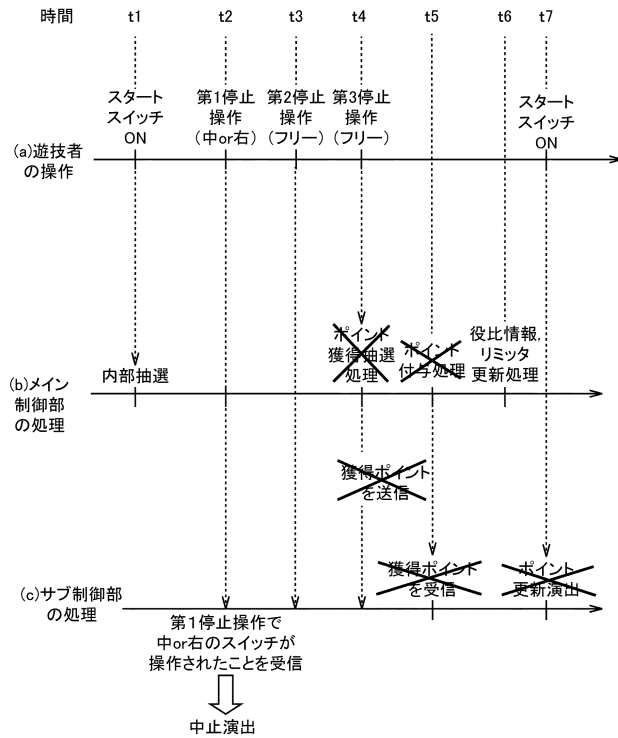 時間
t1
t2
t3
t4
t5
t6
t7
スタート
スイッチ
ON
第1停止
操作
(中or右)
第2停止
操作
(フリー)
第3停止
操作
(フリー)
スタート
スイッチ
ON
(a)遊技者
の操作
内部抽選
ポイント
獲得抽選
処理
ポイント
付与処理
役比情報,
リミッタ
更新処理
(b)メイン
制御部
の処理
獲得ポイント
を送信
獲得ポイント
を受信
ポイント
更新演出
(c)サブ制御部
の処理
第1停止操作で
中or右のスイッチが
操作されたことを受信
中止演出